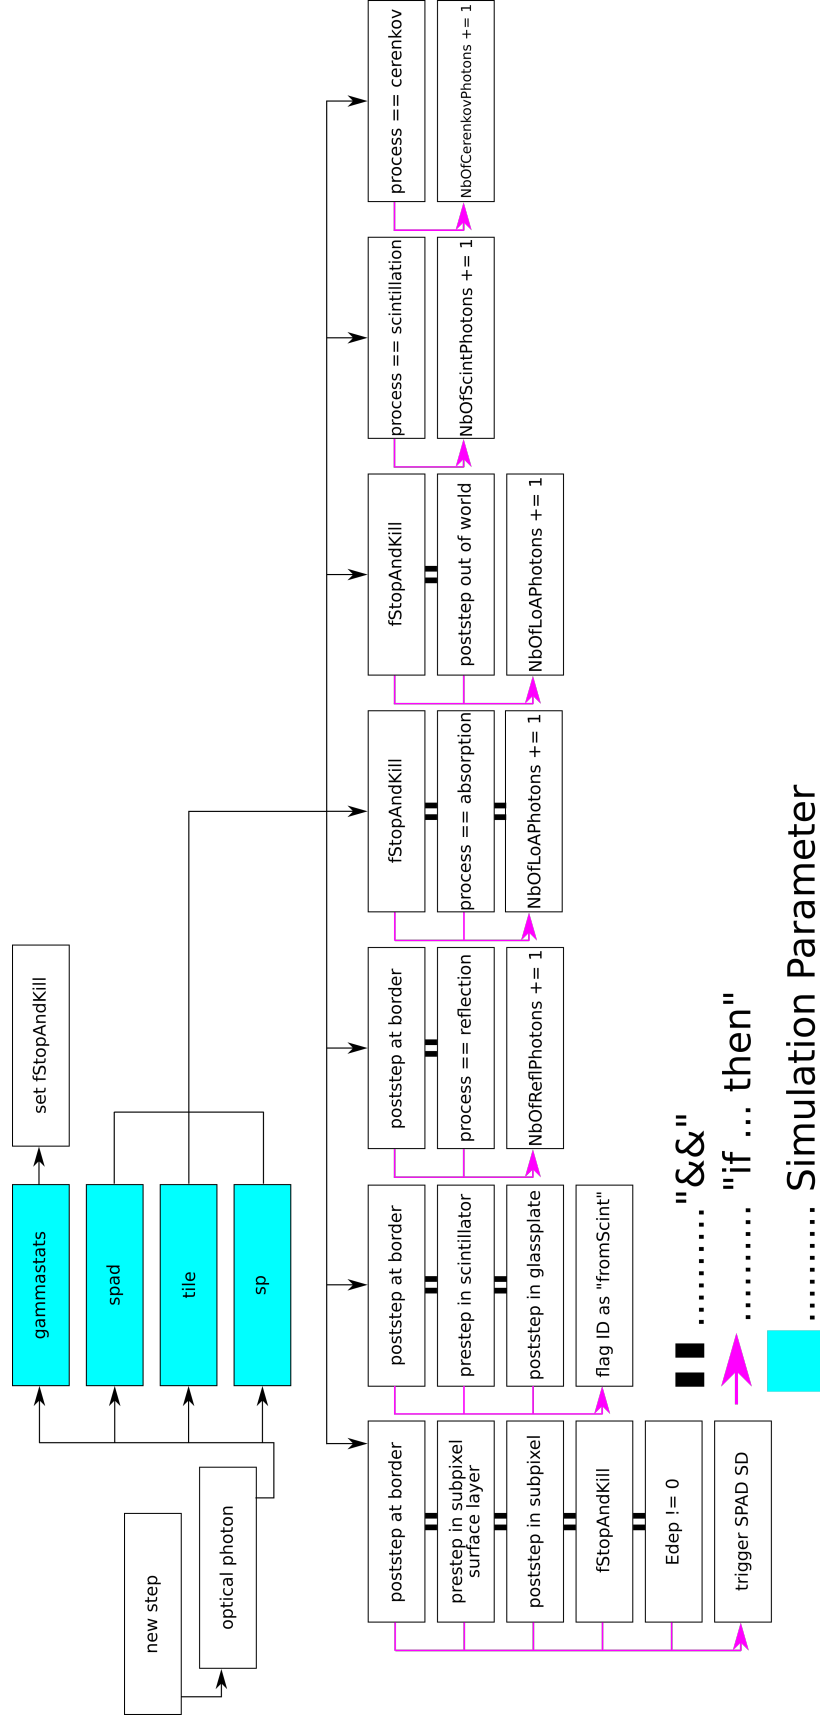 new step
optical photon
gammastats
spad
tile
sp
set fStopAndKill
poststep at border
prestep in subpixel
surface layer
poststep in subpixel
fStopAndKill
Edep != 0
trigger SPAD SD
poststep at border
prestep in scintillator
poststep in glassplate
flag ID as "fromScint"
poststep at border
process == reflection
NbOfReflPhotons += 1
fStopAndKill
process == absorption
NbOfLoAPhotons += 1
fStopAndKill
poststep out of world
NbOfLoAPhotons += 1
process == scintillation
NbOfScintPhotons += 1
process == cerenkov
NbOfCerenkovPhotons += 1
.......... "&&"
.......... "if ... then"
.......... Simulation Parameter